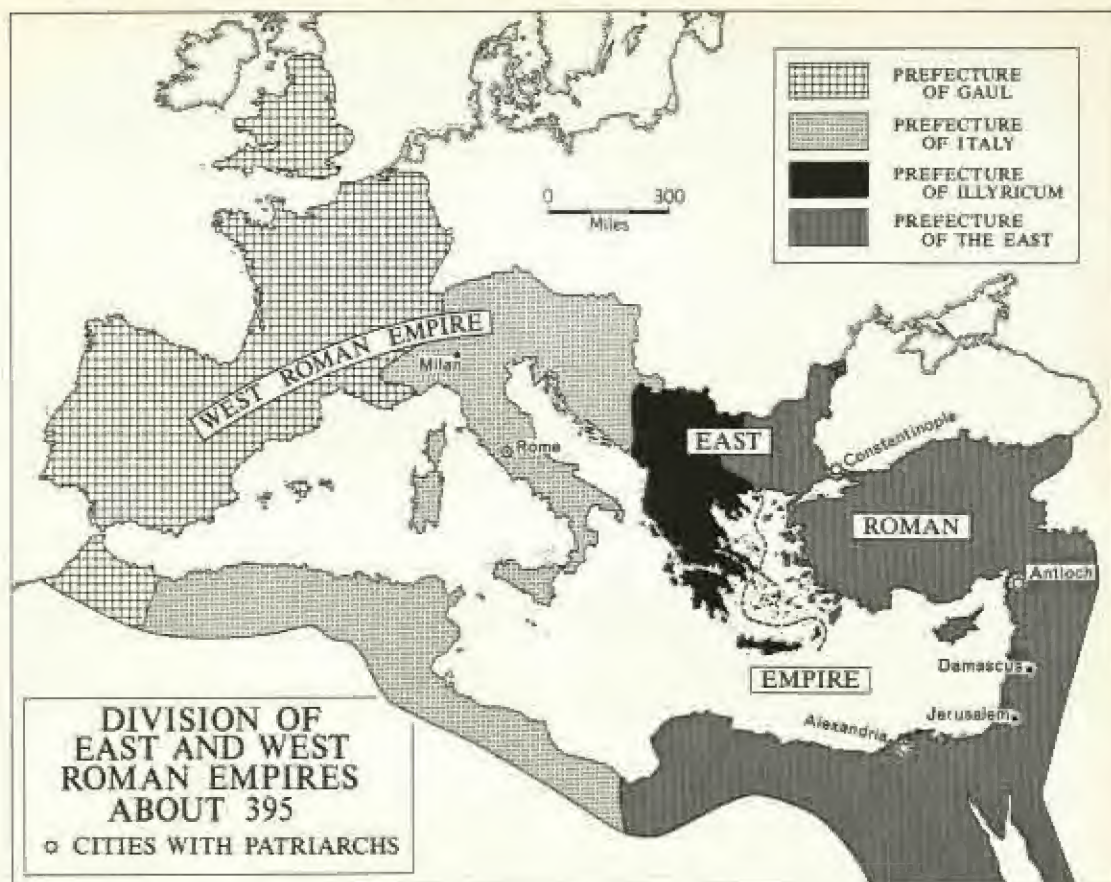 PREFECTURE
OF GAUL
PREFECTURE
OF ITALY
PREFECTURE
OF ILLYRICUM
PREFECTURE
OF THE EAST
0 300
Miles
WEST ROMAN EMPIRE
Milan
Rome
EAST
Constantinople
ROMAN
Antioch
Damascus
EMPIRE
Jerusalem
Alexandria
DIVISION OF
EAST AND WEST
ROMAN EMPIRES
ABOUT 395
CITIES WITH PATRIARCHS